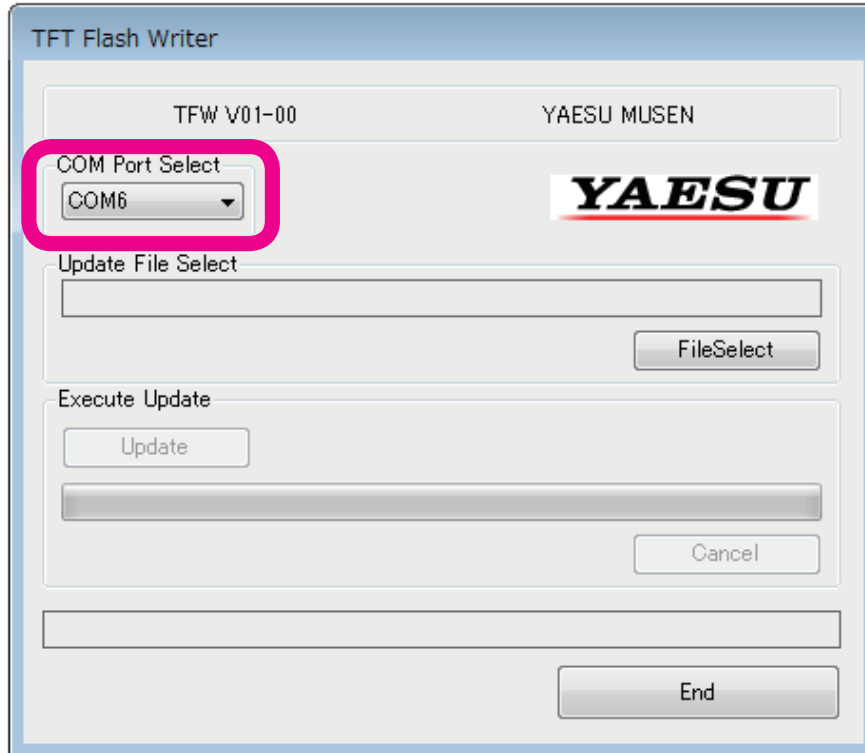 TFT Flash Writer
TFW V01-00 YAESU MUSEN
COM Port Select
COM6
YAESU
Update File Select
FileSelect
Execute Update
Update
Cancel
End